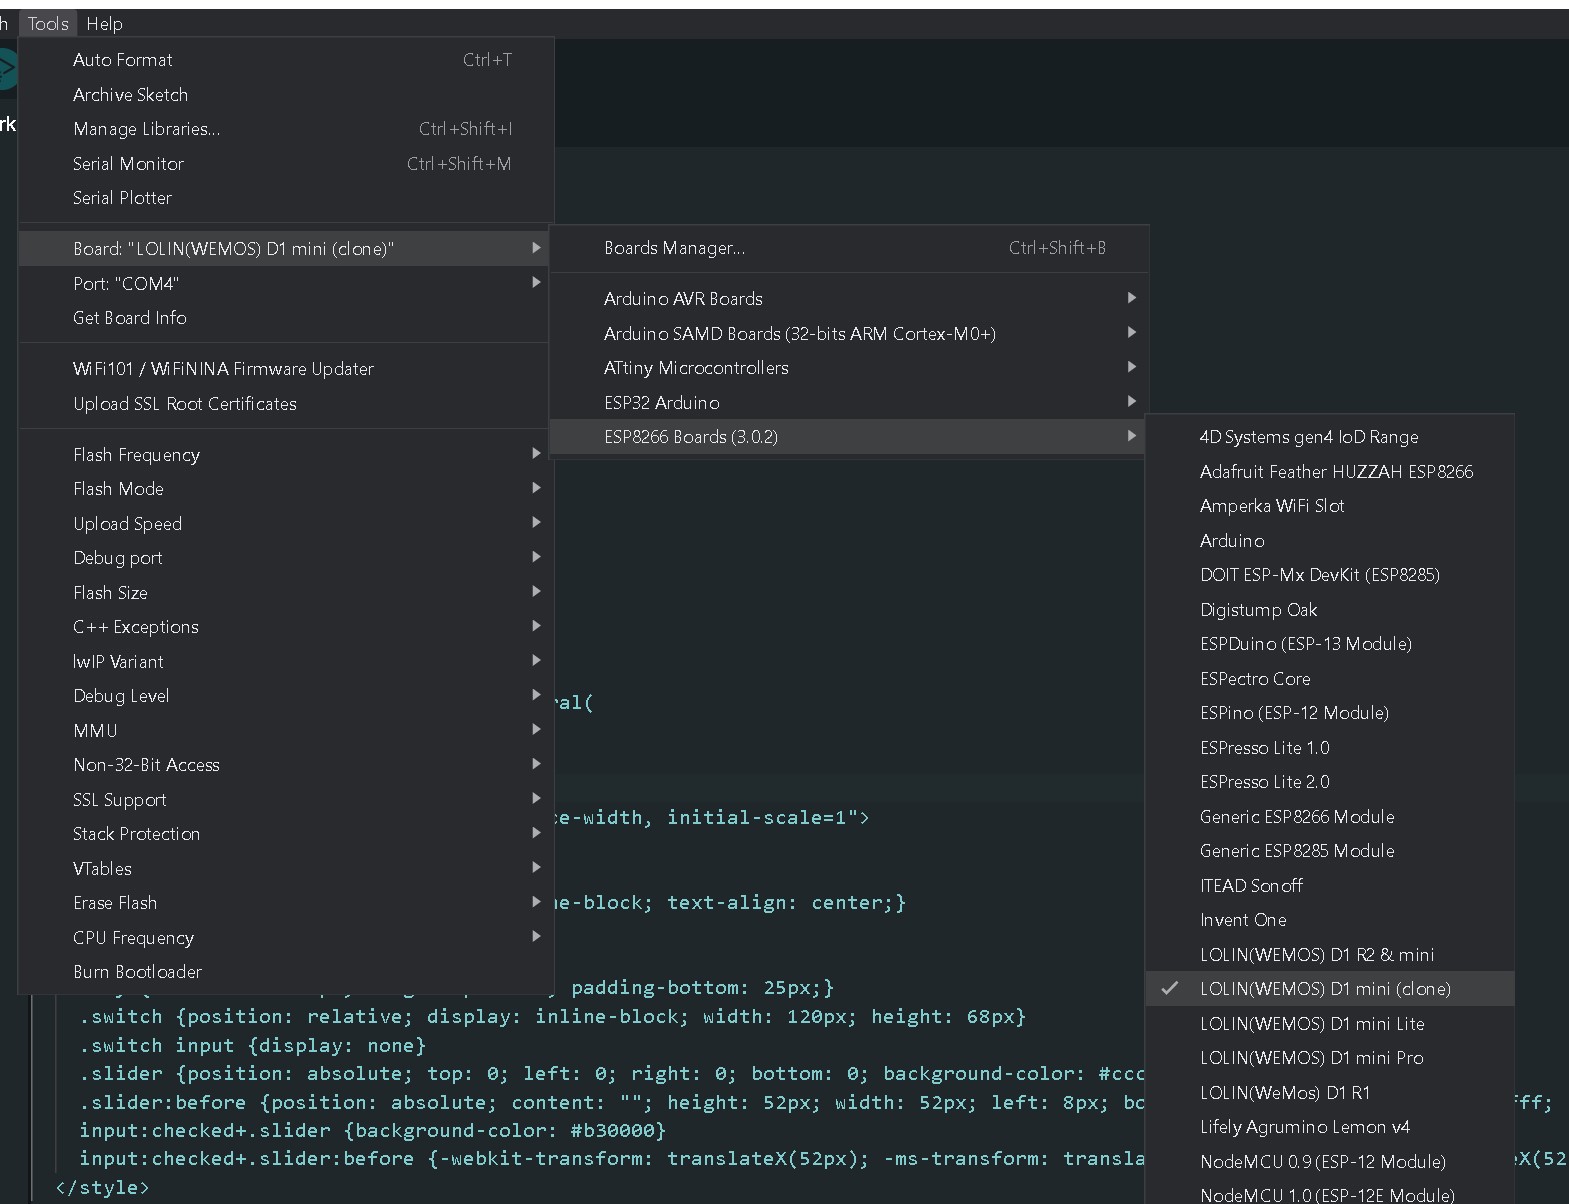 h Tools Help
rk
Auto Format Ctrl+T
Archive Sketch
Manage Libraries... Ctrl+Shift+I
Serial Monitor Ctrl+Shift+M
Serial Plotter
Board: "LOLIN(WEMOS) D1 mini (clone)"
Port: "COM4"
Get Board Info
WiFi101 / WiFiNINA Firmware Updater
Upload SSL Root Certificates
Flash Frequency
Flash Mode
Upload Speed
Debug port
Flash Size
C++ Exceptions
lwIP Variant
Debug Level
MMU
Non-32-Bit Access
SSL Support
Stack Protection
VTables
Erase Flash
CPU Frequency
Burn Bootloader
Boards Manager... Ctrl+Shift+B
Arduino AVR Boards
Arduino SAMD Boards (32-bits ARM Cortex-M0+)
ATtiny Microcontrollers
ESP32 Arduino
ESP8266 Boards (3.0.2)
4D Systems gen4 IoD Range
Adafruit Feather HUZZAH ESP8266
Amperka WiFi Slot
Arduino
DOIT ESP-Mx DevKit (ESP8285)
Digistump Oak
ESPDuino (ESP-13 Module)
ESPectro Core
ESPino (ESP-12 Module)
ESPresso Lite 1.0
ESPresso Lite 2.0
Generic ESP8266 Module
Generic ESP8285 Module
ITEAD Sonoff
Invent One
LOLIN(WEMOS) D1 R2 & mini
LOLIN(WEMOS) D1 mini (clone)
LOLIN(WEMOS) D1 mini Lite
LOLIN(WEMOS) D1 mini Pro
LOLIN(WeMos) D1 R1
Lifely Agrumino Lemon v4
NodeMCU 0.9 (ESP-12 Module)
NodeMCU 1.0 (ESP-12E Module)
ral(
ce-width, initial-scale=1">
ne-block; text-align: center;}
padding-bottom: 25px;}
.switch {position: relative; display: inline-block; width: 120px; height: 68px}
.switch input {display: none}
.slider {position: absolute; top: 0; left: 0; right: 0; bottom: 0; background-color: #ccc
.slider:before {position: absolute; content: ""; height: 52px; width: 52px; left: 8px; bo fff;
input:checked+.slider {background-color: #b30000}
input:checked+.slider:before {-webkit-transform: translateX(52px); -ms-transform: transla eX(52
</style>